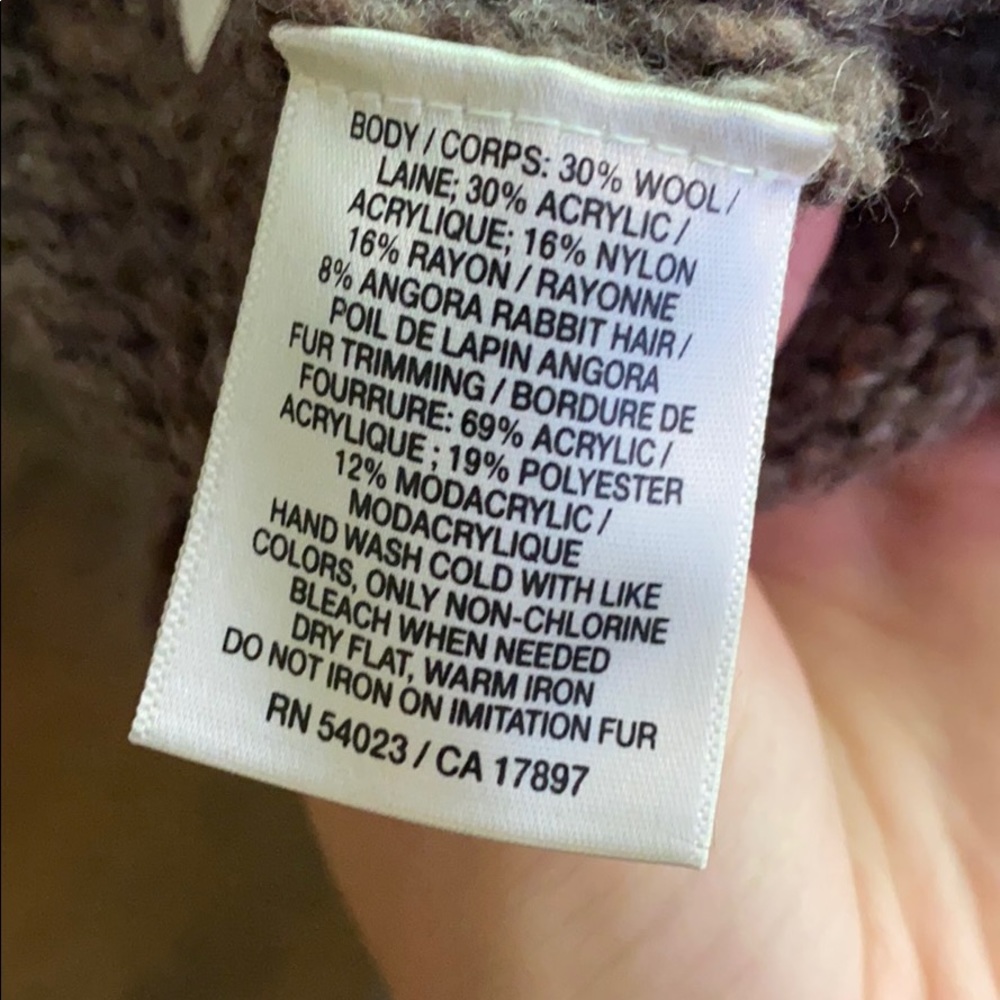 BODY / CORPS: 30% WOOL /
LAINE; 30% ACRYLIC /
ACRYLIQUE; 16% NYLON
16% RAYON / RAYONNE
8% ANGORA RABBIT HAIR /
POIL DE LAPIN ANGORA
FUR TRIMMING / BORDURE DE
FOURRURE: 69% ACRYLIC /
ACRYLIQUE ; 19% POLYESTER
12% MODACRYLIC /
MODACRYLIQUE
HAND WASH COLD WITH LIKE
COLORS, ONLY NON-CHLORINE
BLEACH WHEN NEEDED
DRY FLAT, WARM IRON
DO NOT IRON ON IMITATION FUR
RN 54023 / CA 17897